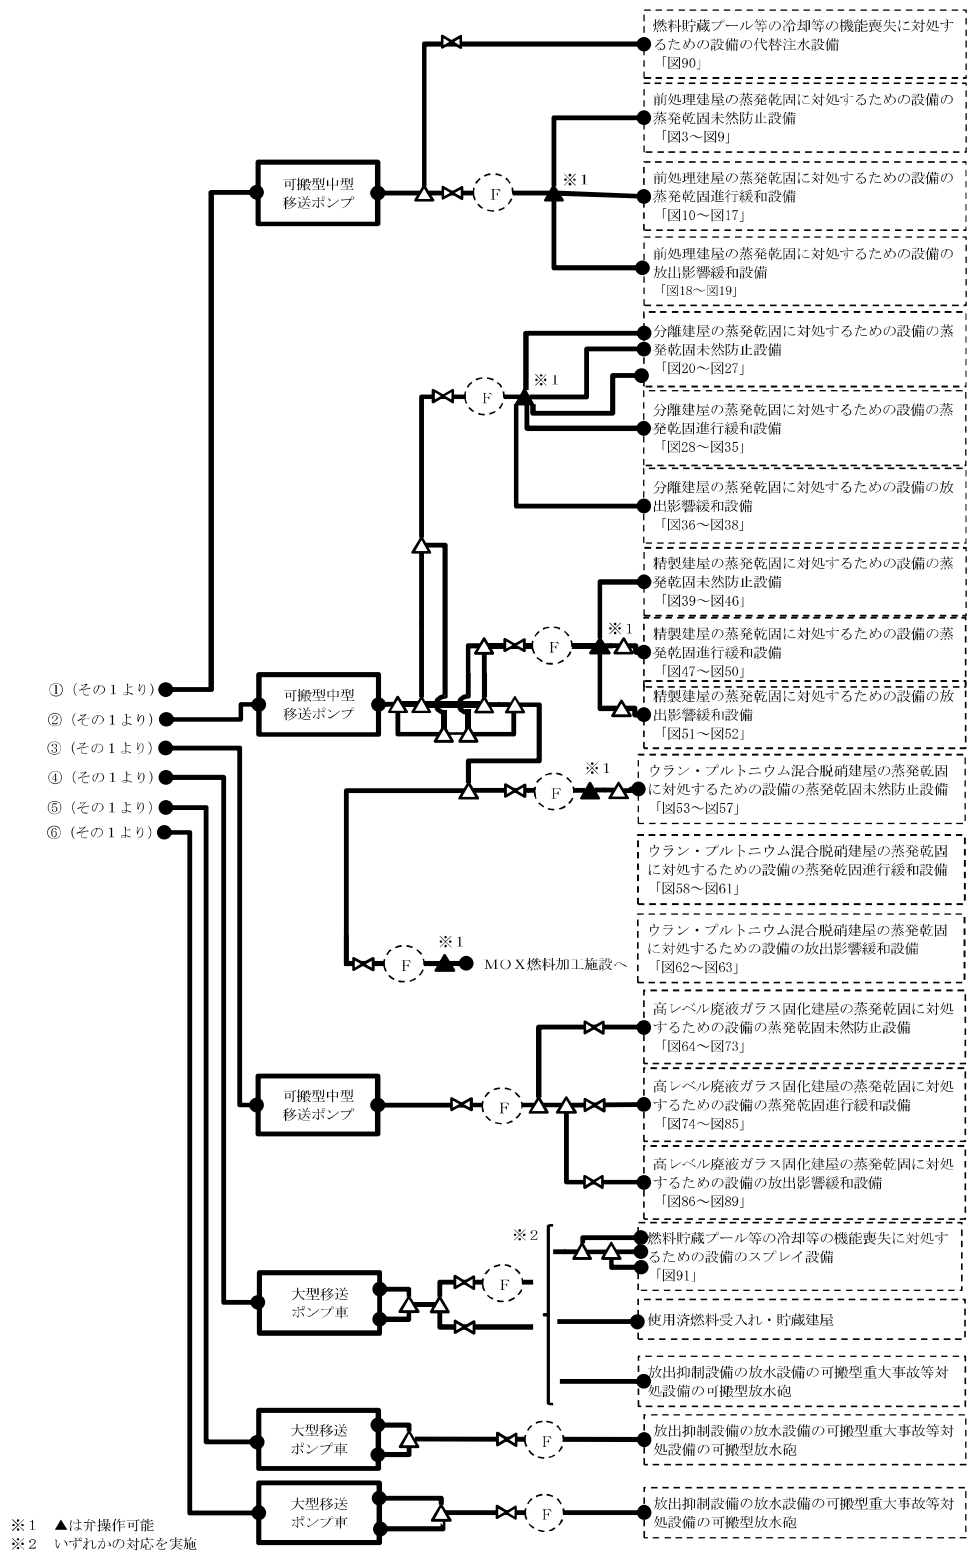 燃料貯蔵プール等の冷却等の機能喪失に対処す
るための設備の代替注水設備
「図90」
前処理建屋の蒸発乾固に対処するための設備の
蒸発乾固未然防止設備
「図3～図9」
可搬型中型
移送ポンプ
F
※1
前処理建屋の蒸発乾固に対処するための設備の
蒸発乾固進行緩和設備
「図10～図17」
前処理建屋の蒸発乾固に対処するための設備の
放出影響緩和設備
「図18～図19」
分離建屋の蒸発乾固に対処するための設備の蒸
発乾固未然防止設備
「図20～図27」
F
※1
分離建屋の蒸発乾固に対処するための設備の蒸
発乾固進行緩和設備
「図28～図35」
分離建屋の蒸発乾固に対処するための設備の放
出影響緩和設備
「図36～図38」
精製建屋の蒸発乾固に対処するための設備の蒸
発乾固未然防止設備
「図39～図46」
F
※1
精製建屋の蒸発乾固に対処するための設備の蒸
発乾固進行緩和設備
「図47～図50」
①（その１より）
②（その１より）
③（その１より）
④（その１より）
⑤（その１より）
⑥（その１より）
可搬型中型
移送ポンプ
精製建屋の蒸発乾固に対処するための設備の放
出影響緩和設備
「図51～図52」
F
※1
ウラン・プルトニウム混合脱硝建屋の蒸発乾固
に対処するための設備の蒸発乾固未然防止設備
「図53～図57」
ウラン・プルトニウム混合脱硝建屋の蒸発乾固
に対処するための設備の蒸発乾固進行緩和設備
「図58～図61」
ウラン・プルトニウム混合脱硝建屋の蒸発乾固
に対処するための設備の放出影響緩和設備
「図62～図63」
F
※1
ＭＯＸ燃料加工施設へ
高レベル廃液ガラス固化建屋の蒸発乾固に対処
するための設備の蒸発乾固未然防止設備
「図64～図73」
可搬型中型
移送ポンプ
F
高レベル廃液ガラス固化建屋の蒸発乾固に対処
するための設備の蒸発乾固進行緩和設備
「図74～図85」
高レベル廃液ガラス固化建屋の蒸発乾固に対処
するための設備の放出影響緩和設備
「図86～図89」
※2
燃料貯蔵プール等の冷却等の機能喪失に対処す
るための設備のスプレイ設備
「図91」
大型移送
ポンプ車
F
使用済燃料受入れ・貯蔵建屋
放出抑制設備の放水設備の可搬型重大事故等対
処設備の可搬型放水砲
大型移送
ポンプ車
F
放出抑制設備の放水設備の可搬型重大事故等対
処設備の可搬型放水砲
大型移送
ポンプ車
F
放出抑制設備の放水設備の可搬型重大事故等対
処設備の可搬型放水砲
※１　▲は弁操作可能
※２　いずれかの対応を実施